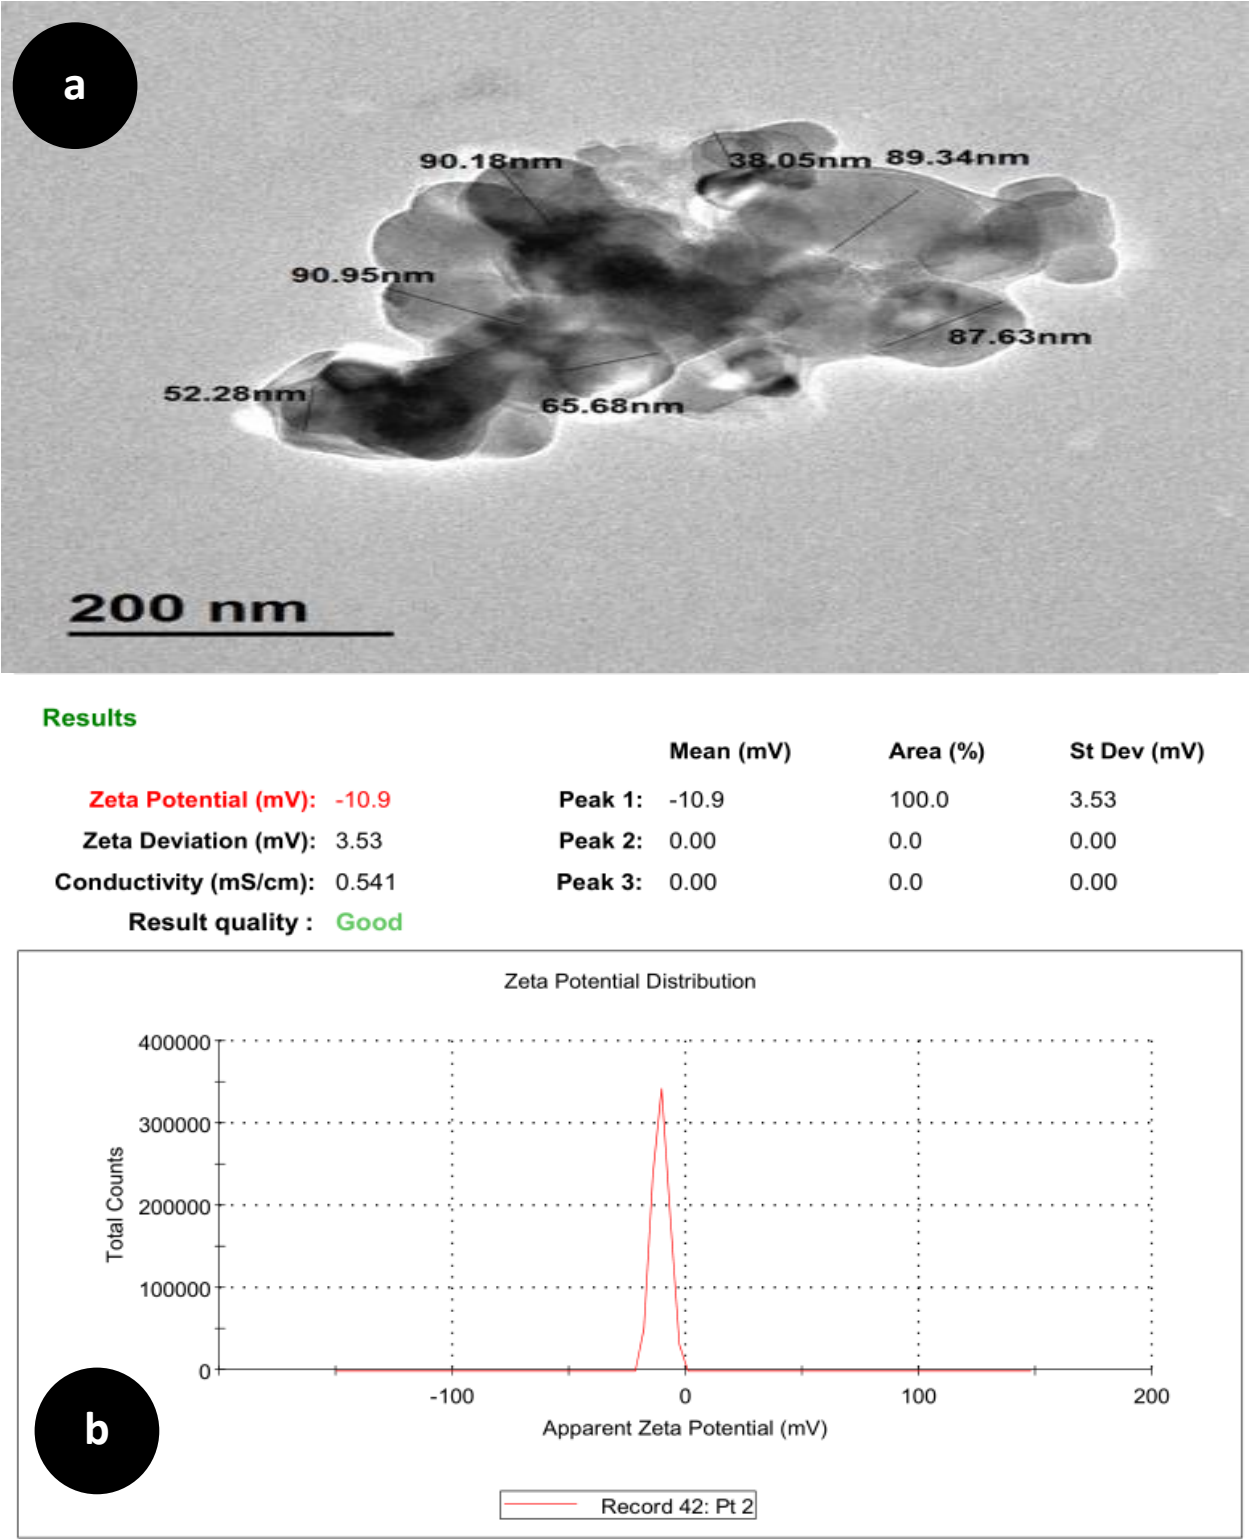 a
90.18nm
38.05nm 89.34nm
90.95nm
87.63nm
52.28nm
65.68nm
200 nm
Results
Mean (mV) Area (%) St Dev (mV)
Zeta Potential (mV): -10.9 Peak 1: -10.9 100.0 3.53
Zeta Deviation (mV): 3.53 Peak 2: 0.00 0.0 0.00
Conductivity (mS/cm): 0.541 Peak 3: 0.00 0.0 0.00
Result quality : Good
Zeta Potential Distribution
400000
300000
200000
100000
0
Total Counts
-100 0 100 200
Apparent Zeta Potential (mV)
b
Record 42: Pt 2